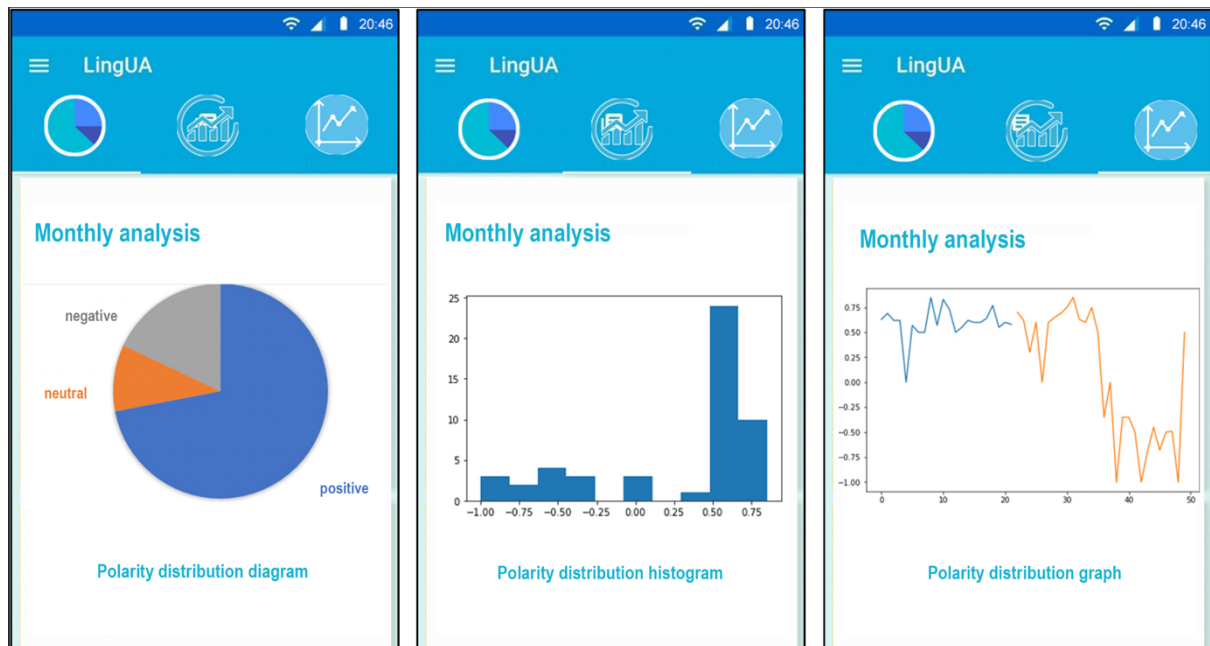 20:46
LingUA
Monthly analysis
negative
neutral
positive
Polarity distribution diagram
20:46
LingUA
Monthly analysis
25
20
15
10
5
0
−1.00 −0.75 −0.50 −0.25 0.00 0.25 0.50 0.75
Polarity distribution histogram
20:46
LingUA
Monthly analysis
0.75
0.50
0.25
0.00
−0.25
−0.50
−0.75
−1.00
0 10 20 30 40 50
Polarity distribution graph